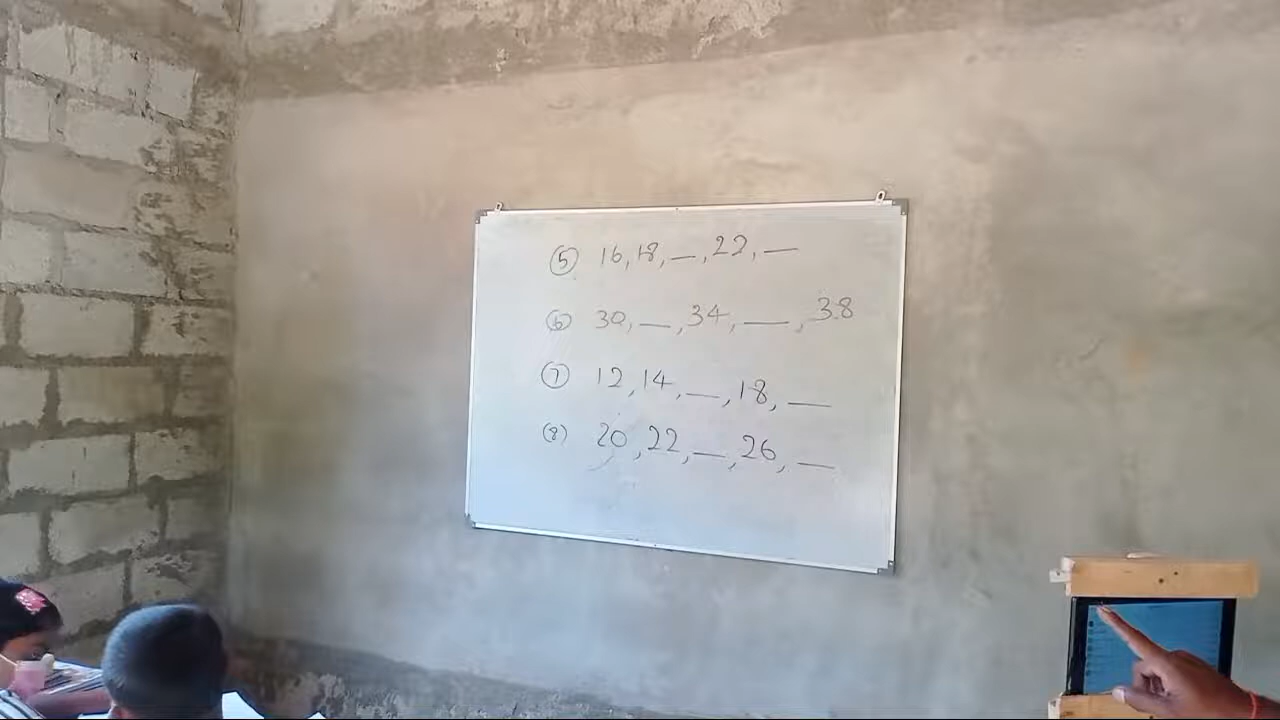 (5) 16, 18, __, 22, __
(6) 30, __, 34, __, 38
(7) 12, 14, __, 18, __
(8) 20, 22, __, 26, __